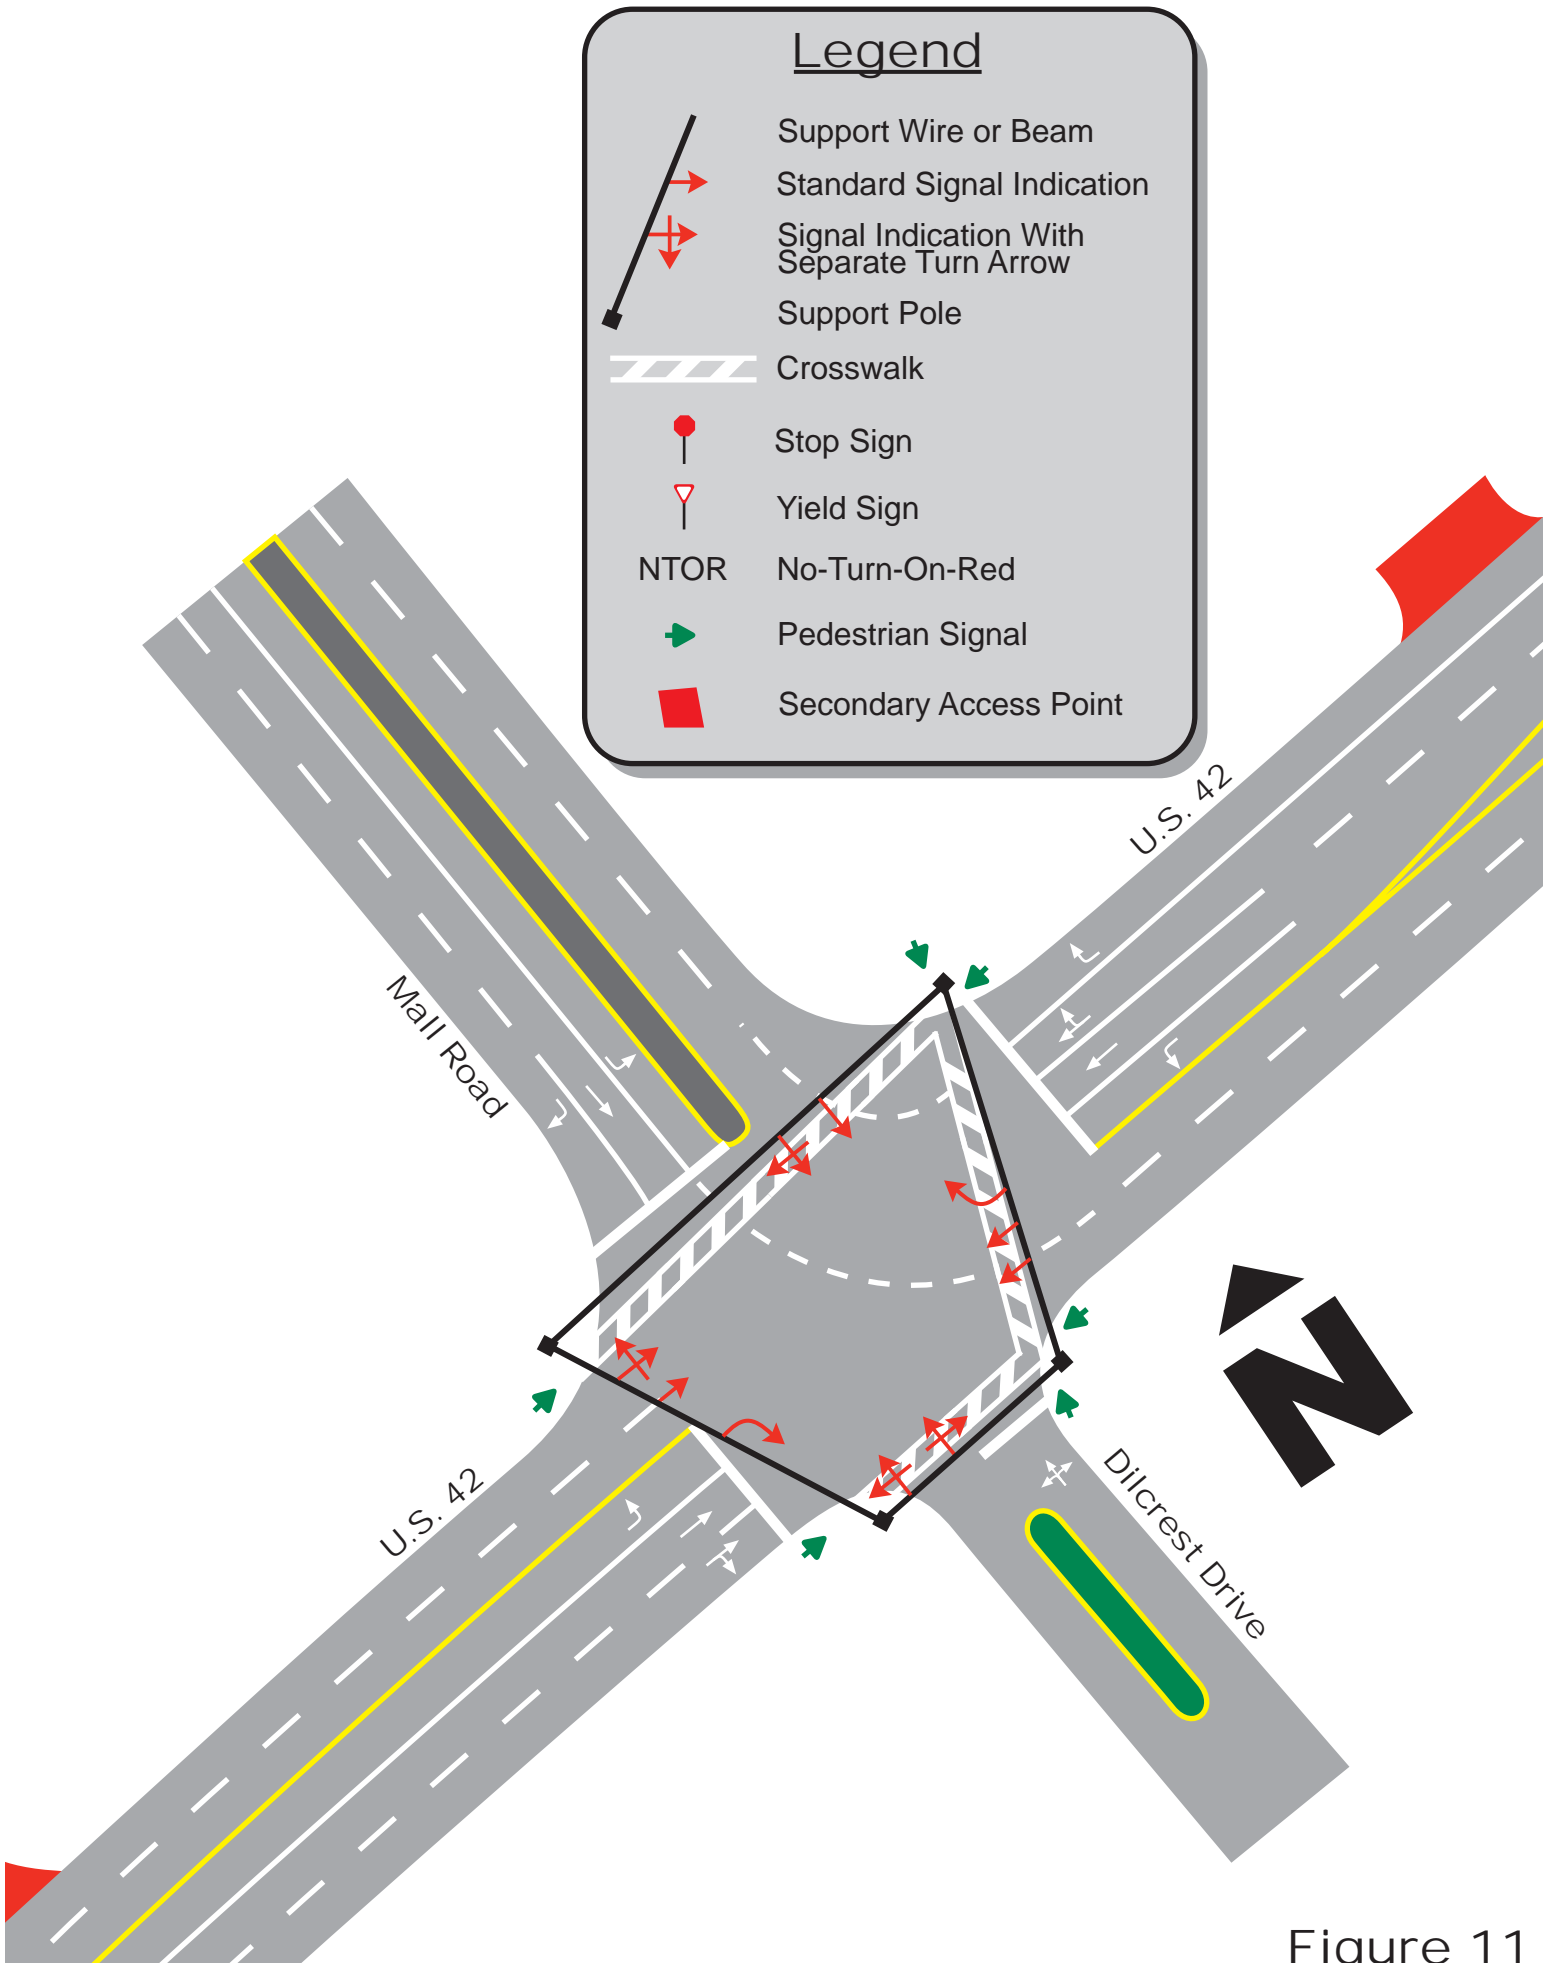 Legend
Support Wire or Beam
Standard Signal Indication
Signal Indication With
Separate Turn Arrow
Support Pole
Crosswalk
Stop Sign
Yield Sign
NTOR No-Turn-On-Red
Pedestrian Signal
Secondary Access Point
U.S. 42
Mall Road
N
U.S. 42
Dilcrest Drive
Figure 11